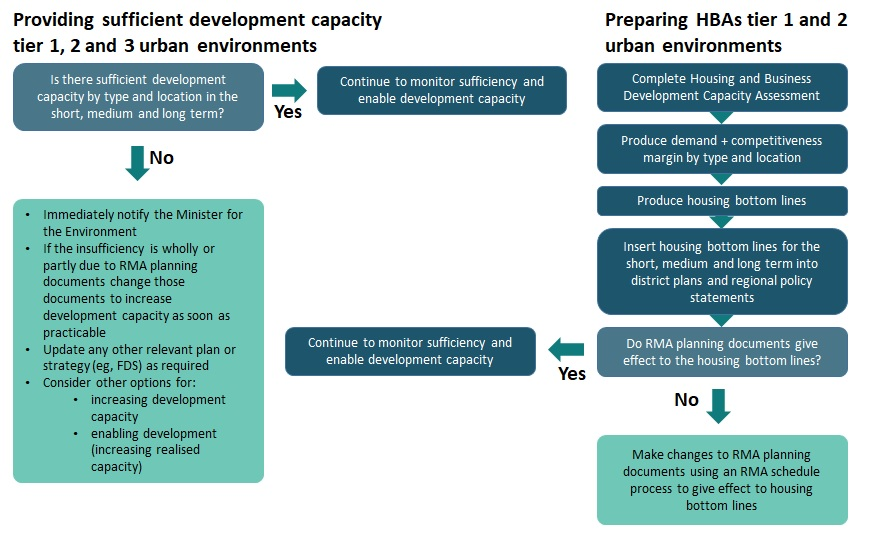 Providing sufficient development capacity
tier 1, 2 and 3 urban environments
Is there sufficient development
capacity by type and location in the
short, medium and long term?
Yes
Continue to monitor sufficiency and
enable development capacity
No
• Immediately notify the Minister for
the Environment
• If the insufficiency is wholly or
partly due to RMA planning
documents change those
documents to increase
development capacity as soon as
practicable
• Update any other relevant plan or
strategy (eg, FDS) as required
• Consider other options for:
• increasing development
capacity
• enabling development
(increasing realised
capacity)
Preparing HBAs tier 1 and 2
urban environments
Complete Housing and Business
Development Capacity Assessment
Produce demand + competitiveness
margin by type and location
Produce housing bottom lines
Insert housing bottom lines for the
short, medium and long term into
district plans and regional policy
statements
Do RMA planning documents give
effect to the housing bottom lines?
Yes
Continue to monitor sufficiency and
enable development capacity
No
Make changes to RMA planning
documents using an RMA schedule
process to give effect to housing
bottom lines